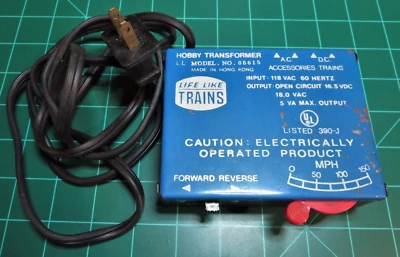 HOBBY TRANSFORMER
L.L. MODEL. NO. 08615
MADE IN HONG KONG
A.C. D.C.
ACCESSORIES TRAINS
INPUT: 118 VAC 60 HERTZ
OUTPUT OPEN CIRCUIT 16.5 VDC
18.0 VAC
5 VA MAX. OUTPUT
LIFE LIKE
TRAINS
UL
LISTED 390-J
CAUTION: ELECTRICALLY
OPERATED PRODUCT
MPH
0 50 100 150
FORWARD REVERSE